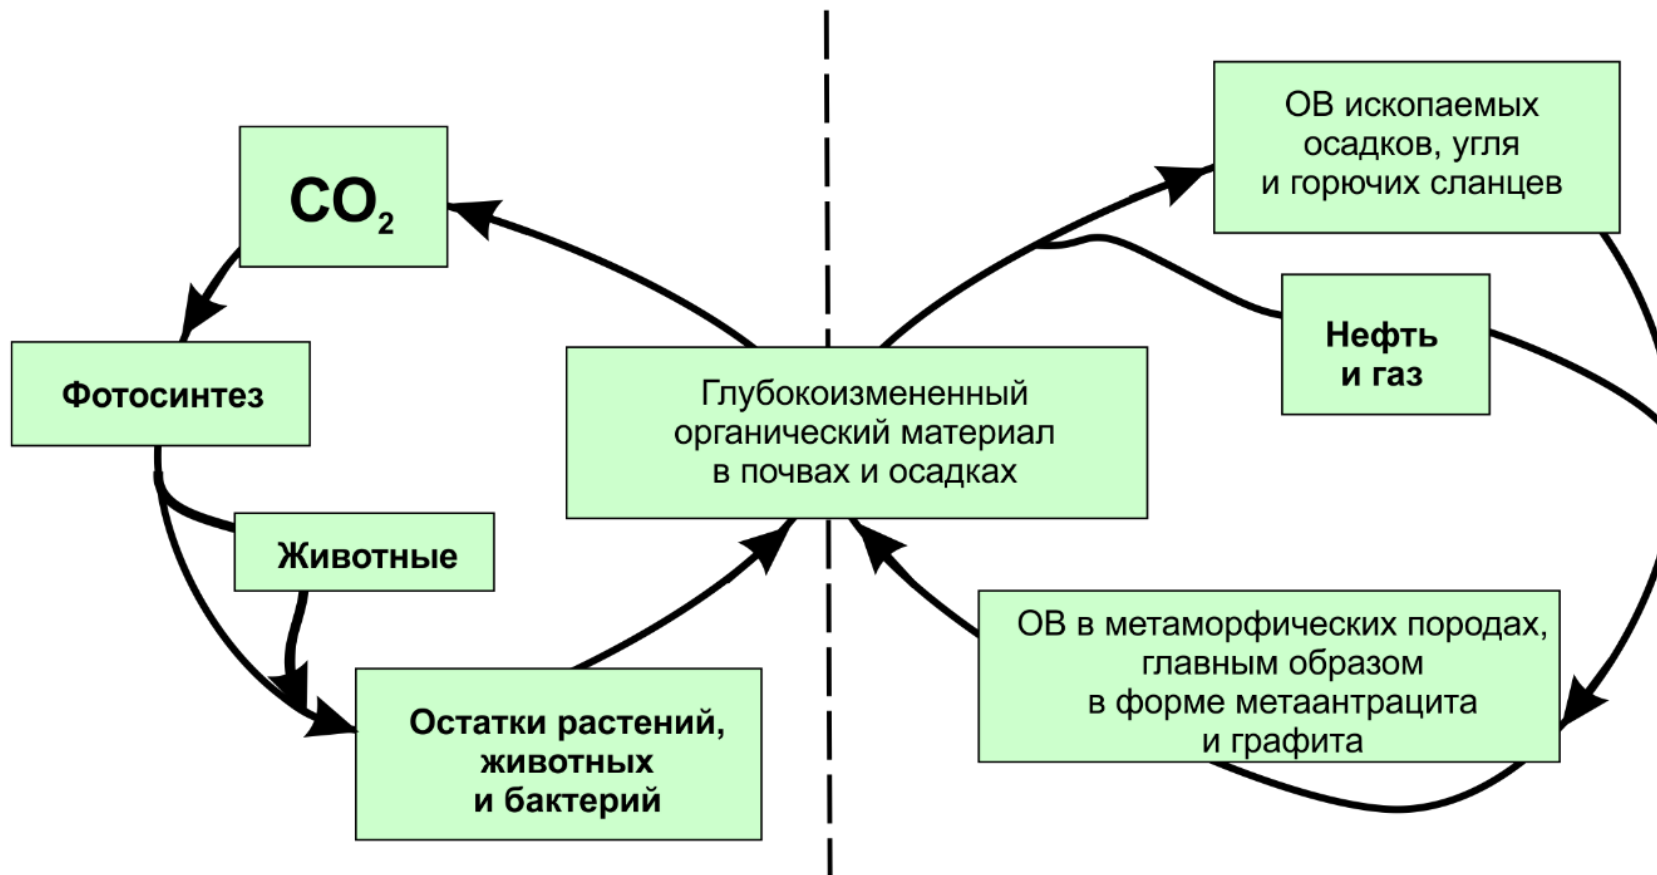 CO₂
Фотосинтез
Животные
Остатки растений,
животных
и бактерий
Глубокоизмененный
органический материал
в почвах и осадках
ОВ ископаемых
осадков, угля
и горючих сланцев
Нефть
и газ
ОВ в метаморфических породах,
главным образом
в форме метаантрацита
и графита